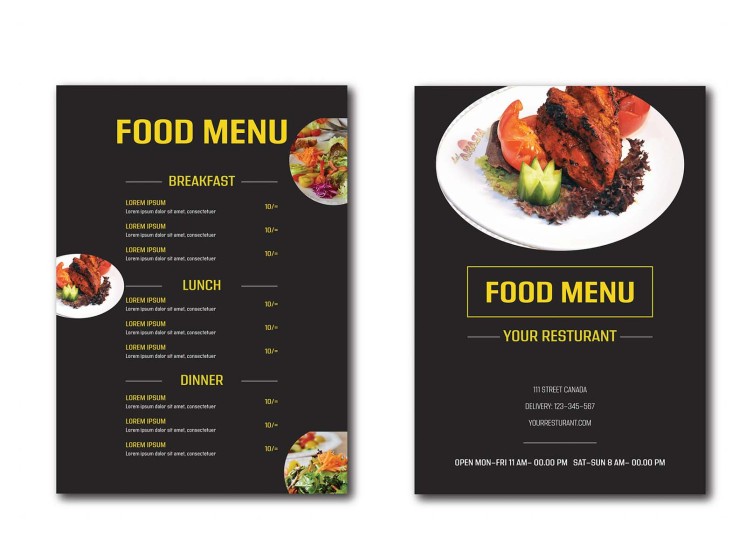 FOOD MENU
BREAKFAST
LOREM IPSUM
Lorem ipsum dolor sit amet, consectetuer
10/=
LOREM IPSUM
Lorem ipsum dolor sit amet, consectetuer
10/=
LOREM IPSUM
Lorem ipsum dolor sit amet, consectetuer
10/=
LUNCH
LOREM IPSUM
Lorem ipsum dolor sit amet, consectetuer
10/=
LOREM IPSUM
Lorem ipsum dolor sit amet, consectetuer
10/=
LOREM IPSUM
Lorem ipsum dolor sit amet, consectetuer
10/=
DINNER
LOREM IPSUM
Lorem ipsum dolor sit amet, consectetuer
10/=
LOREM IPSUM
Lorem ipsum dolor sit amet, consectetuer
10/=
LOREM IPSUM
Lorem ipsum dolor sit amet, consectetuer
10/=
FOOD MENU
YOUR RESTURANT
111 STREET CANADA
DELIVERY: 123-345-567
YOURRESTURANT.COM
OPEN MON-FRI 11 AM- 00.00 PM SAT-SUN 8 AM- 00.00 PM